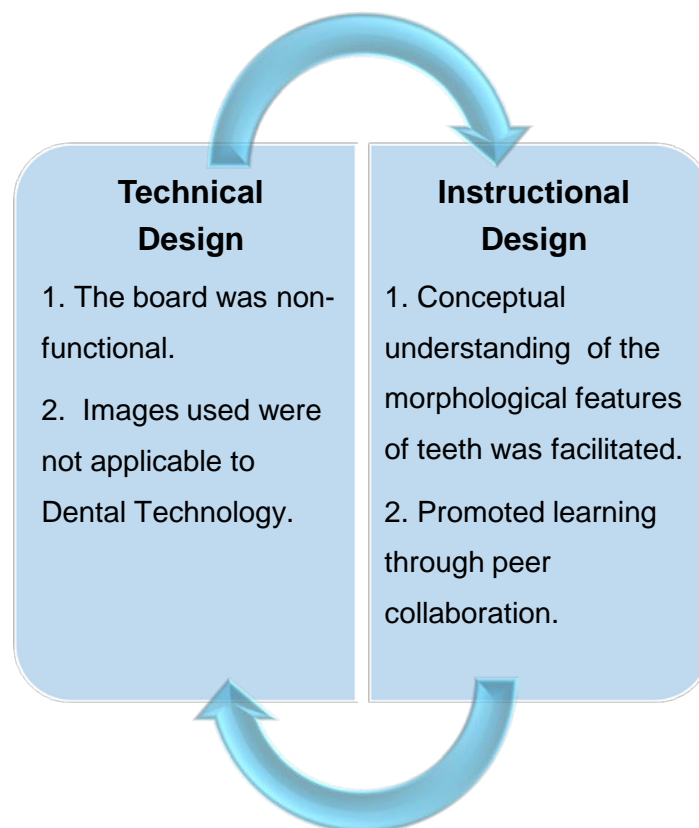 Technical
Design
1. The board was non-
functional.
2. Images used were
not applicable to
Dental Technology.
Instructional
Design
1. Conceptual
understanding of the
morphological features
of teeth was facilitated.
2. Promoted learning
through peer
collaboration.